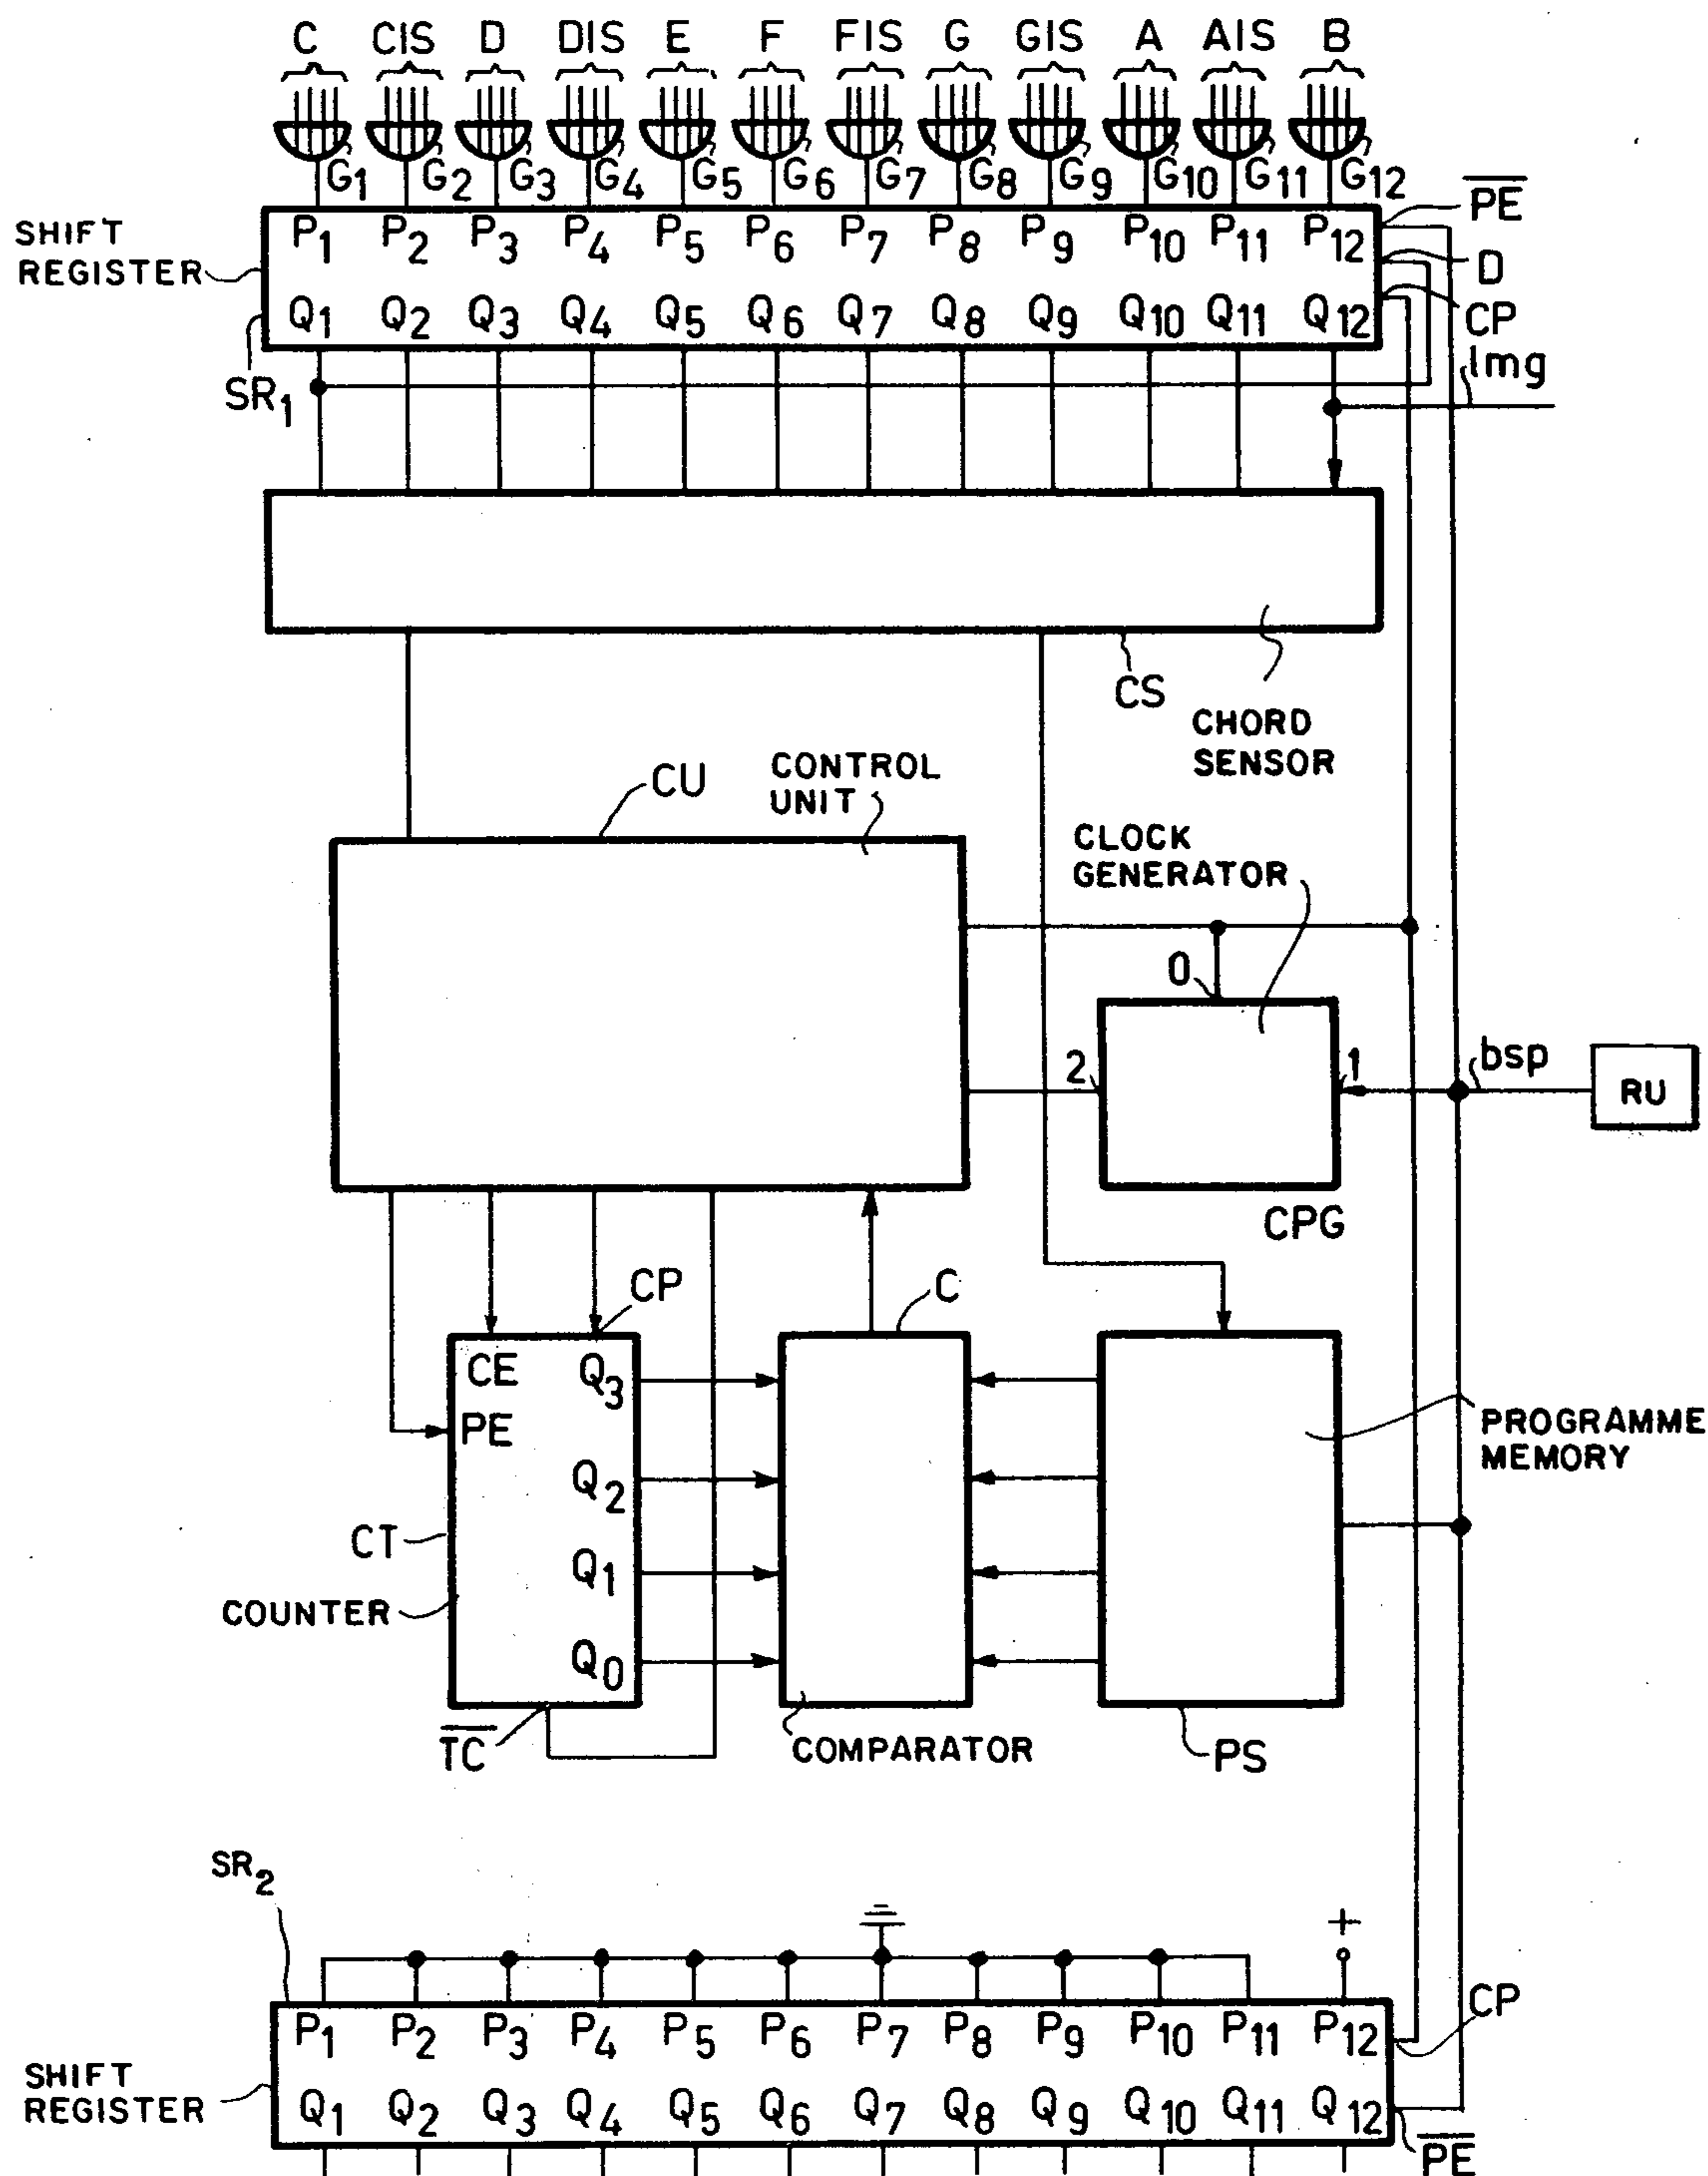 C CIS D DIS E F FIS G GIS A AIS B
G1 G2 G3 G4 G5 G6 G7 G8 G9 G10 G11 G12
PE
SHIFT
REGISTER
P1 P2 P3 P4 P5 P6 P7 P8 P9 P10 P11 P12
D
Q1 Q2 Q3 Q4 Q5 Q6 Q7 Q8 Q9 Q10 Q11 Q12
CP
lmg
SR1
CS
CHORD
SENSOR
CU
CONTROL
UNIT
CLOCK
GENERATOR
0
2
1
bsp
RU
CPG
CP
C
CE Q3
PE
PROGRAMME
MEMORY
Q2
CT
Q1
COUNTER
Q0
TC
COMPARATOR
PS
SR2
+
CP
P1 P2 P3 P4 P5 P6 P7 P8 P9 P10 P11 P12
SHIFT
REGISTER
Q1 Q2 Q3 Q4 Q5 Q6 Q7 Q8 Q9 Q10 Q11 Q12
PE